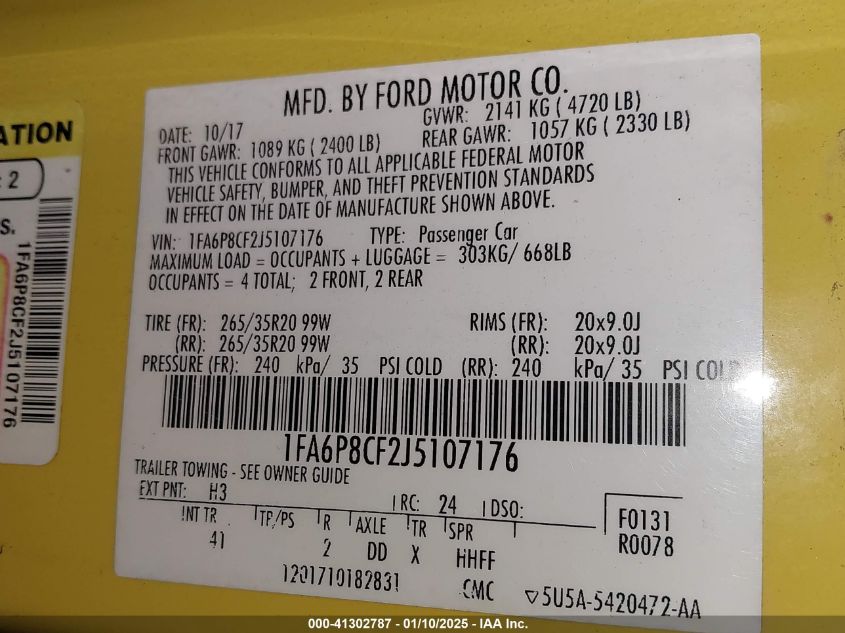 ATION
: 2
S.
1FA6P8CF2J5107176
MFD. BY FORD MOTOR CO.
DATE: 10/17 GVWR: 2141 KG ( 4720 LB)
FRONT GAWR: 1089 KG ( 2400 LB) REAR GAWR: 1057 KG ( 2330 LB)
THIS VEHICLE CONFORMS TO ALL APPLICABLE FEDERAL MOTOR
VEHICLE SAFETY, BUMPER, AND THEFT PREVENTION STANDARDS
IN EFFECT ON THE DATE OF MANUFACTURE SHOWN ABOVE.
VIN: 1FA6P8CF2J5107176 TYPE: Passenger Car
MAXIMUM LOAD = OCCUPANTS + LUGGAGE = 303KG/ 668LB
OCCUPANTS = 4 TOTAL; 2 FRONT, 2 REAR
TIRE (FR): 265/35R20 99W RIMS (FR): 20x9.0J
(RR): 265/35R20 99W (RR): 20x9.0J
PRESSURE (FR): 240 kPa/ 35 PSI COLD (RR): 240 kPa/ 35 PSI COLD
1FA6P8CF2J5107176
TRAILER TOWING - SEE OWNER GUIDE
EXT PNT: H3 RC: 24 DSO:
INT TR TP/PS R AXLE TR SPR F0131
41 2 DD X HHFF R0078
1201710182831 CMC ▽5U5A-5420472-AA
000-41302787 - 01/10/2025 - IAA Inc.